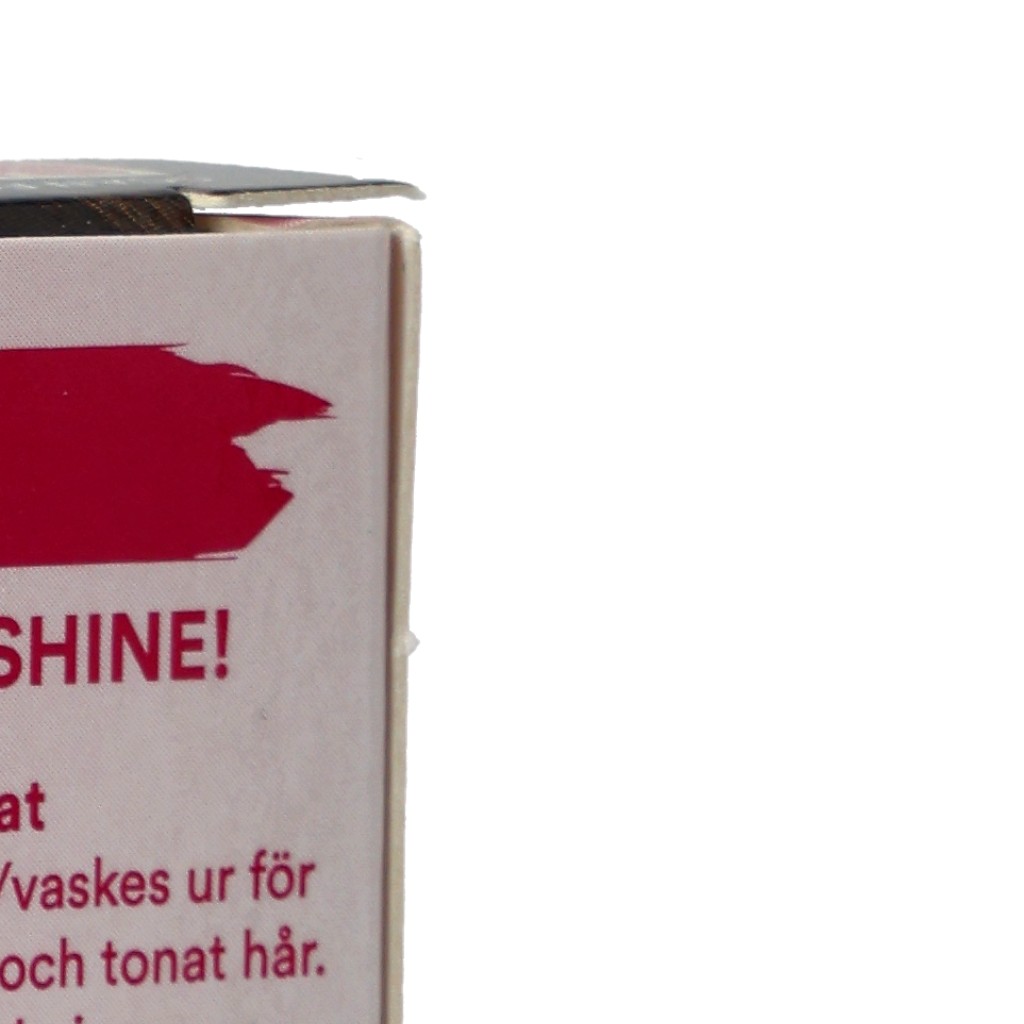 SHINE!
at
/vaskes ur för
och tonat hår.